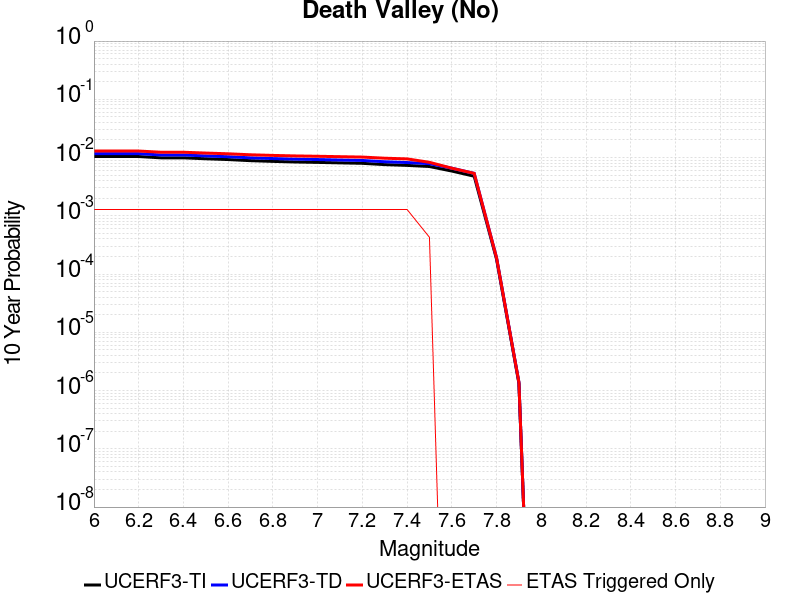 Death Valley (No)
10^0
10^-1
10^-2
10^-3
10^-4
10^-5
10^-6
10^-7
10^-8
10 Year Probability
6 6.2 6.4 6.6 6.8 7 7.2 7.4 7.6 7.8 8 8.2 8.4 8.6 8.8 9
Magnitude
UCERF3-TI UCERF3-TD UCERF3-ETAS ETAS Triggered Only